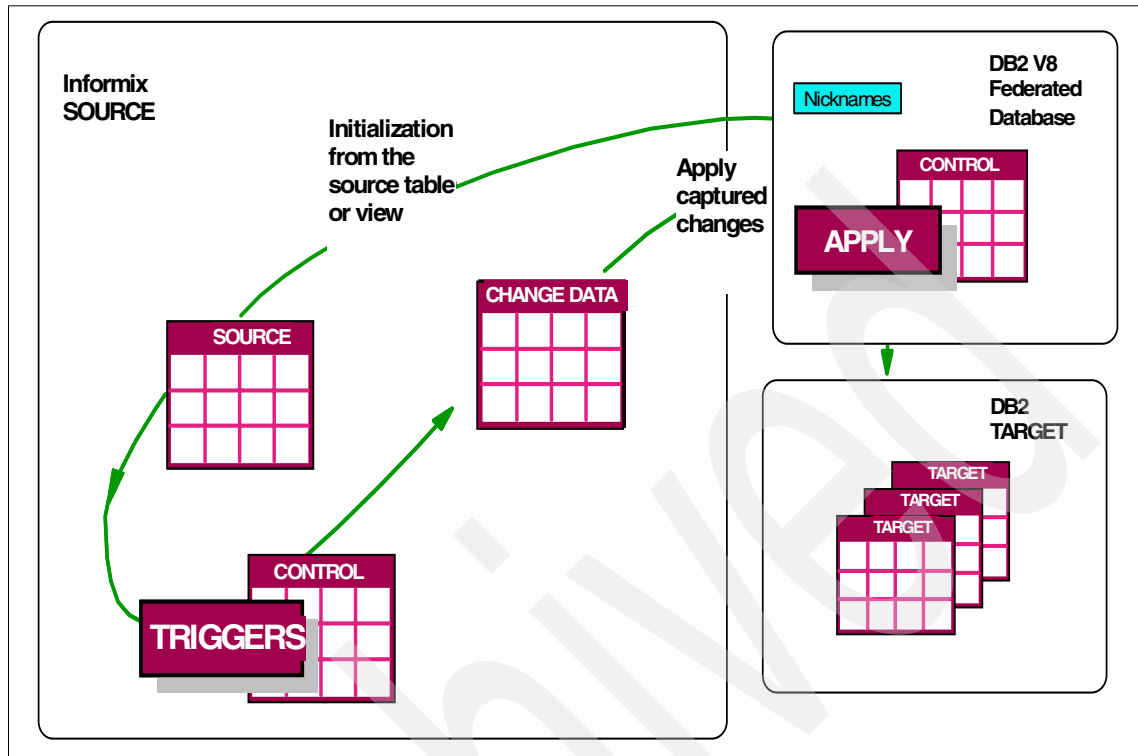 Informix
SOURCE
Initialization
from the
source table
or view
Apply
captured
changes
SOURCE
CHANGE DATA
CONTROL
TRIGGERS
DB2 V8
Federated
Database
Nicknames
CONTROL
APPLY
DB2
TARGET
TARGET
TARGET
TARGET